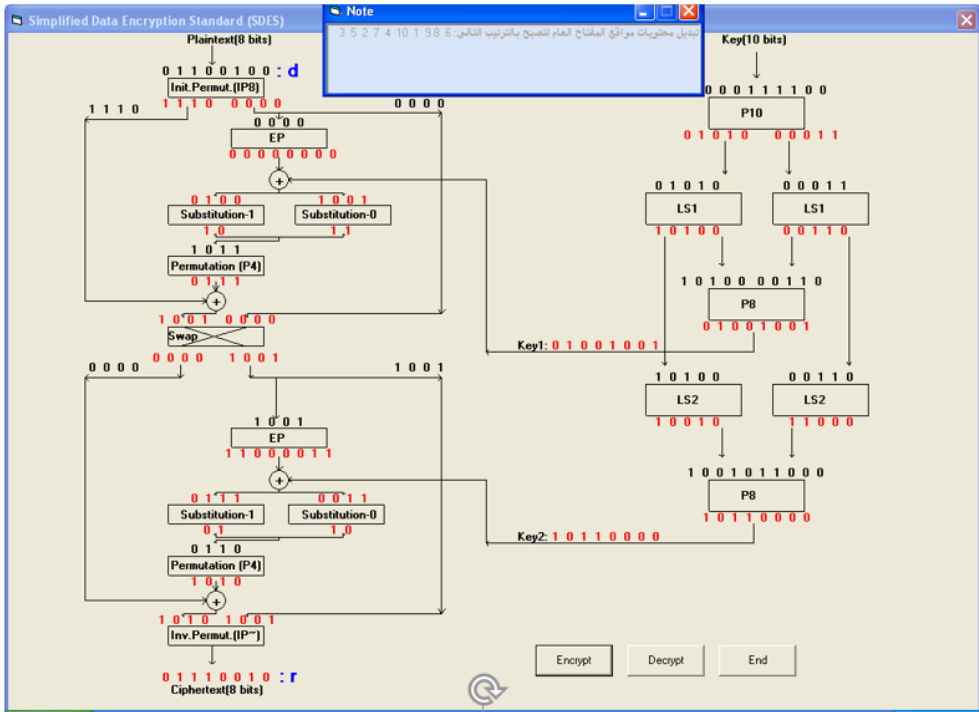 Simplified Data Encryption Standard (SDES)
Note
تبديل محتويات مواقع المفتاح العام لتصبح بالترتيب التالي: 6 8 9 1 10 4 7 2 5 3
Plaintext(8 bits)
0 1 1 0 0 1 0 0 : d
Init.Permut.(IP8)
1 1 1 0 0 0 0 0
1 1 1 0
0 0 0 0
0 0 0 0
EP
0 0 0 0 0 0 0 0
+
0 1 0 0
1 0 0 1
Substitution-1
Substitution-0
1 0
1 1
1 0 1 1
Permutation (P4)
0 1 1 1
+
1 0 0 1 0 0 0 0
Swap
0 0 0 0 1 0 0 1
0 0 0 0
1 0 0 1
1 0 0 1
EP
1 1 0 0 0 0 1 1
+
0 1 1 1
0 0 1 1
Substitution-1
Substitution-0
0 1
1 0
0 1 1 0
Permutation (P4)
1 0 1 0
+
1 0 1 0 1 0 0 1
Inv.Permut.(IP~)
0 1 1 1 0 0 1 0 : r
Ciphertext(8 bits)
Key(10 bits)
0 0 0 1 1 1 1 0 0
P10
0 1 0 1 0 0 0 0 1 1
0 1 0 1 0
0 0 0 1 1
LS1
LS1
1 0 1 0 0
0 0 1 1 0
1 0 1 0 0 0 0 1 1 0
P8
0 1 0 0 1 0 0 1
Key1: 0 1 0 0 1 0 0 1
1 0 1 0 0
0 0 1 1 0
LS2
LS2
1 0 0 1 0
1 1 0 0 0
1 0 0 1 0 1 1 0 0 0
P8
1 0 1 1 0 0 0 0
Key2: 1 0 1 1 0 0 0 0
Encrypt
Decrypt
End